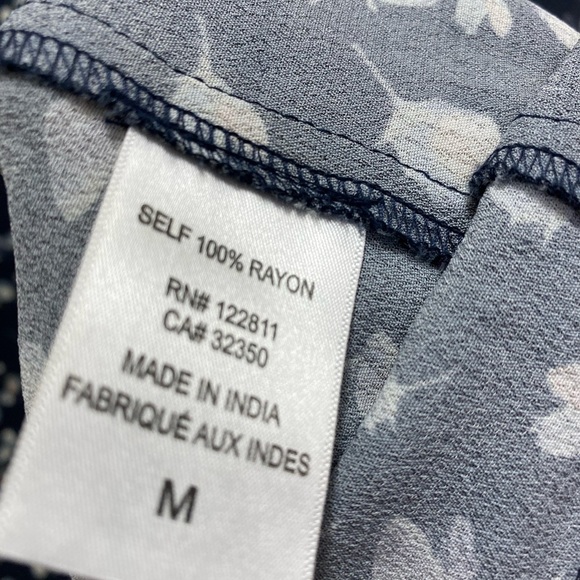 SELF 100% RAYON
RN# 122811
CA# 32350
MADE IN INDIA
FABRIQUÉ AUX INDES
M